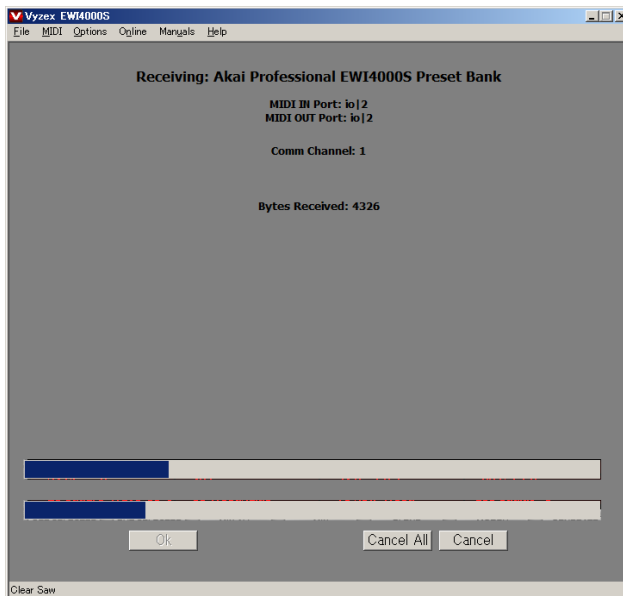 Vyzex EWI4000S
File MIDI Options Online Manuals Help
Receiving: Akai Professional EWI4000S Preset Bank
MIDI IN Port: io|2
MIDI OUT Port: io|2
Comm Channel: 1
Bytes Received: 4326
Ok Cancel All Cancel
Clear Saw